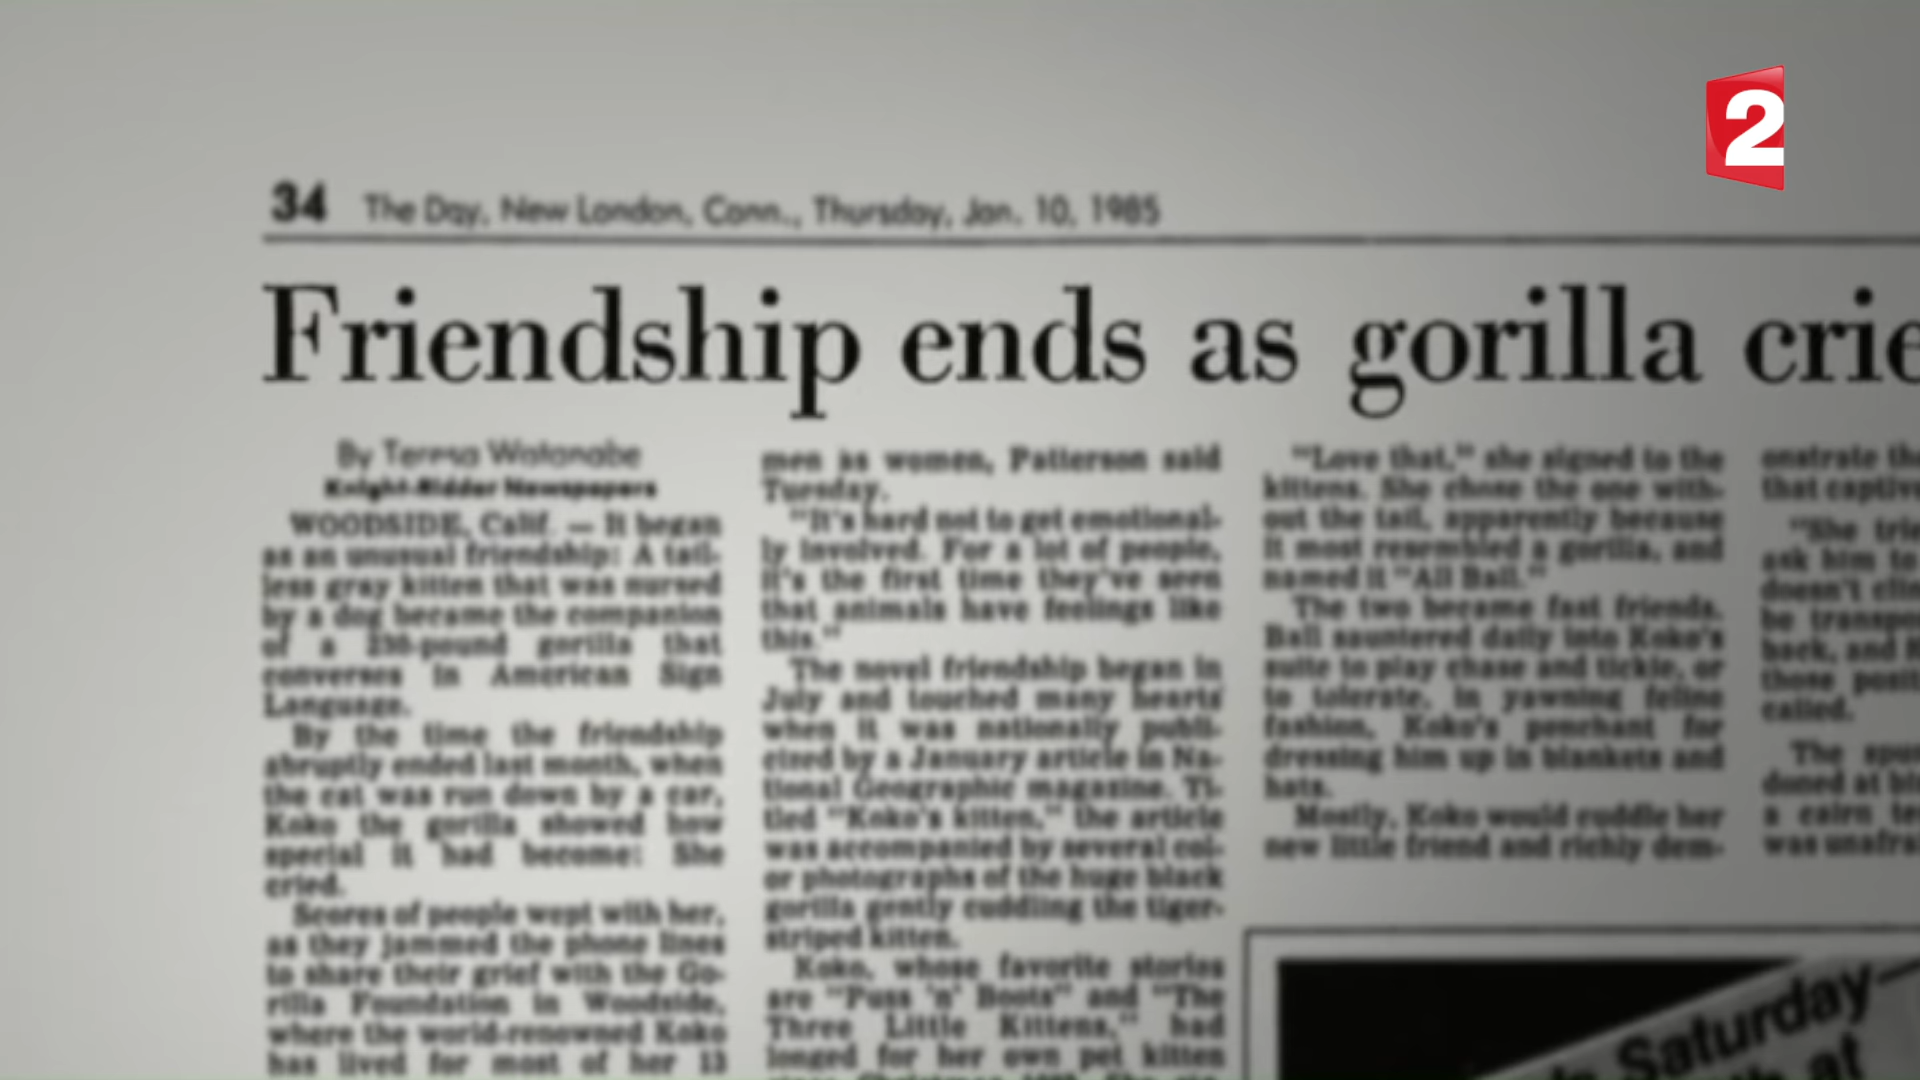 2
34 The Day, New London, Conn., Thursday, Jan. 10, 1985
Friendship ends as gorilla crie
By Teresa Watanabe
Knight-Ridder Newspapers
WOODSIDE, Calif. — It began
as an unusual friendship: A tail-
less gray kitten that was nursed
by a dog became the companion
of a 230-pound gorilla that
converses in American Sign
Language.
By the time the friendship
abruptly ended last month, when
the cat was run down by a car,
Koko the gorilla showed how
special it had become: She
cried.
Scores of people wept with her,
as they jammed the phone lines
to share their grief with the Go-
rilla Foundation in Woodside,
where the world-renowned Koko
has lived for most of her 13
men as women, Patterson said
Tuesday.
"It's hard not to get emotional-
ly involved. For a lot of people,
it's the first time they've seen
that animals have feelings like
this."
The novel friendship began in
July and touched many hearts
when it was nationally publi-
cized by a January article in Na-
tional Geographic magazine. Ti-
tled "Koko's kitten," the article
was accompanied by several col-
or photographs of the huge black
gorilla gently cuddling the tiger-
striped kitten.
Koko, whose favorite stories
are "Puss 'n' Boots" and "The
Three Little Kittens," had
longed for her own pet kitten
"Love that," she signed to the
kittens. She chose the one with-
out the tail, apparently because
it most resembled a gorilla, and
named it "All Ball."
The two became fast friends.
Ball sauntered daily into Koko's
suite to play chase and tickle, or
to tolerate, in yawning feline
fashion, Koko's penchant for
dressing him up in blankets and
hats.
Mostly, Koko would cuddle her
new little friend and richly dem-
onstrate tha
that captive
"She trie
ask him to
doesn't clin
be transpo
back, and
those posit
called.
The spun
doned at bi
a cairn te
was unafra
Saturday
at